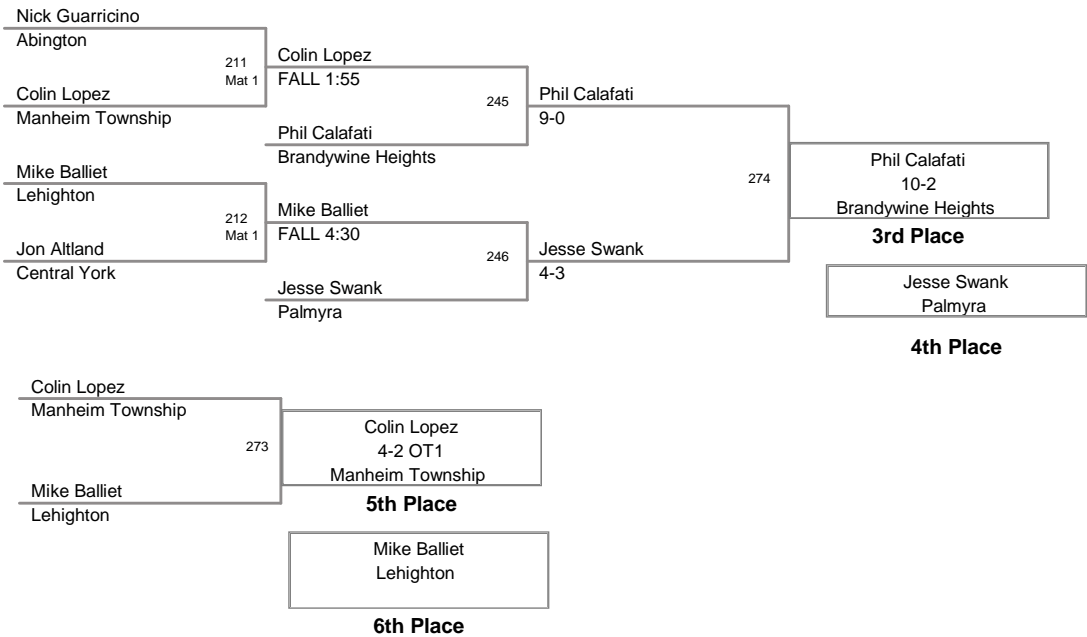 Nick Guarricino
Abington
211
Mat 1
Colin Lopez
FALL 1:55
Colin Lopez
Manheim Township
245
Phil Calafati
9-0
Phil Calafati
Brandywine Heights
Mike Balliet
Lehighton
212
Mat 1
Mike Balliet
FALL 4:30
Jon Altland
Central York
246
Jesse Swank
4-3
Jesse Swank
Palmyra
274
Phil Calafati
10-2
Brandywine Heights
3rd Place
Jesse Swank
Palmyra
4th Place
Colin Lopez
Manheim Township
273
Mike Balliet
Lehighton
Colin Lopez
4-2 OT1
Manheim Township
5th Place
Mike Balliet
Lehighton
6th Place